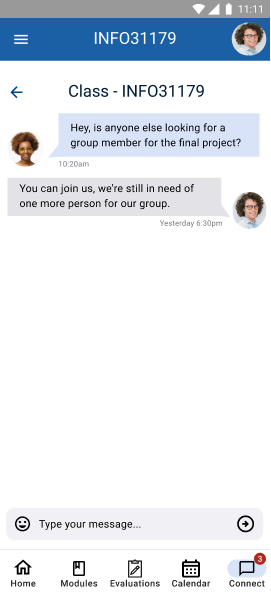 11:11
INFO31179
Class - INFO31179
Hey, is anyone else looking for a
group member for the final project?
10:20am
You can join us, we're still in need of
one more person for our group.
Yesterday 6:30pm
Type your message...
3
Home
Modules
Evaluations
Calendar
Connect